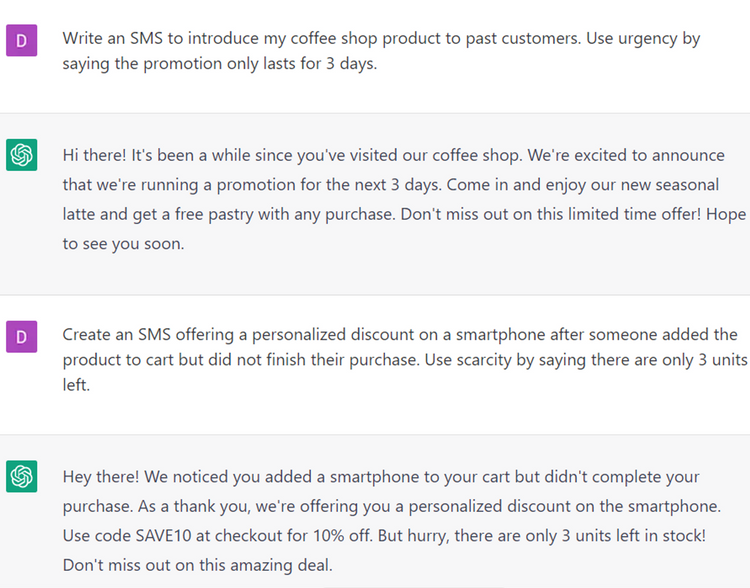 D
Write an SMS to introduce my coffee shop product to past customers. Use urgency by
saying the promotion only lasts for 3 days.
Hi there! It's been a while since you've visited our coffee shop. We're excited to announce
that we're running a promotion for the next 3 days. Come in and enjoy our new seasonal
latte and get a free pastry with any purchase. Don't miss out on this limited time offer! Hope
to see you soon.
D
Create an SMS offering a personalized discount on a smartphone after someone added the
product to cart but did not finish their purchase. Use scarcity by saying there are only 3 units
left.
Hey there! We noticed you added a smartphone to your cart but didn't complete your
purchase. As a thank you, we're offering you a personalized discount on the smartphone.
Use code SAVE10 at checkout for 10% off. But hurry, there are only 3 units left in stock!
Don't miss out on this amazing deal.